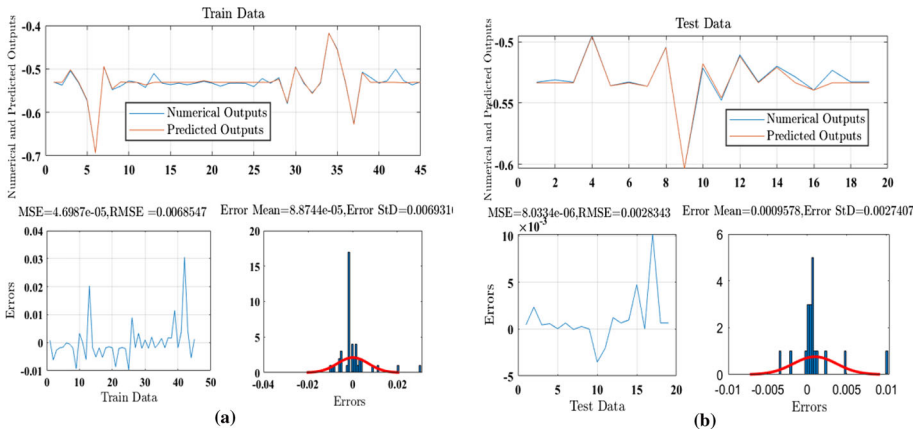 Train Data
Numerical and Predicted Outputs
-0.4
-0.5
-0.6
-0.7
Numerical Outputs
Predicted Outputs
0 5 10 15 20 25 30 35 40 45
MSE=4.6987e-05,RMSE =0.0068547
Error Mean=8.8744e-05,Error StD=0.0069310
Errors
0.04
0.03
0.02
0.01
0
-0.01
0 10 20 30 40 50
Train Data
20
15
10
5
0
-0.04 -0.02 0 0.02 0.04
Errors
(a)
Test Data
Numerical and Predicted Outputs
-0.5
-0.55
-0.6
Numerical Outputs
Predicted Outputs
0 2 4 6 8 10 12 14 16 18 20
MSE=8.0334e-06,RMSE=0.0028343
Error Mean=0.0009578,Error StD=0.0027407
×10⁻³
Errors
10
5
0
-5
0 5 10 15 20
Test Data
6
4
2
0
-0.01 -0.005 0 0.005 0.01
Errors
(b)